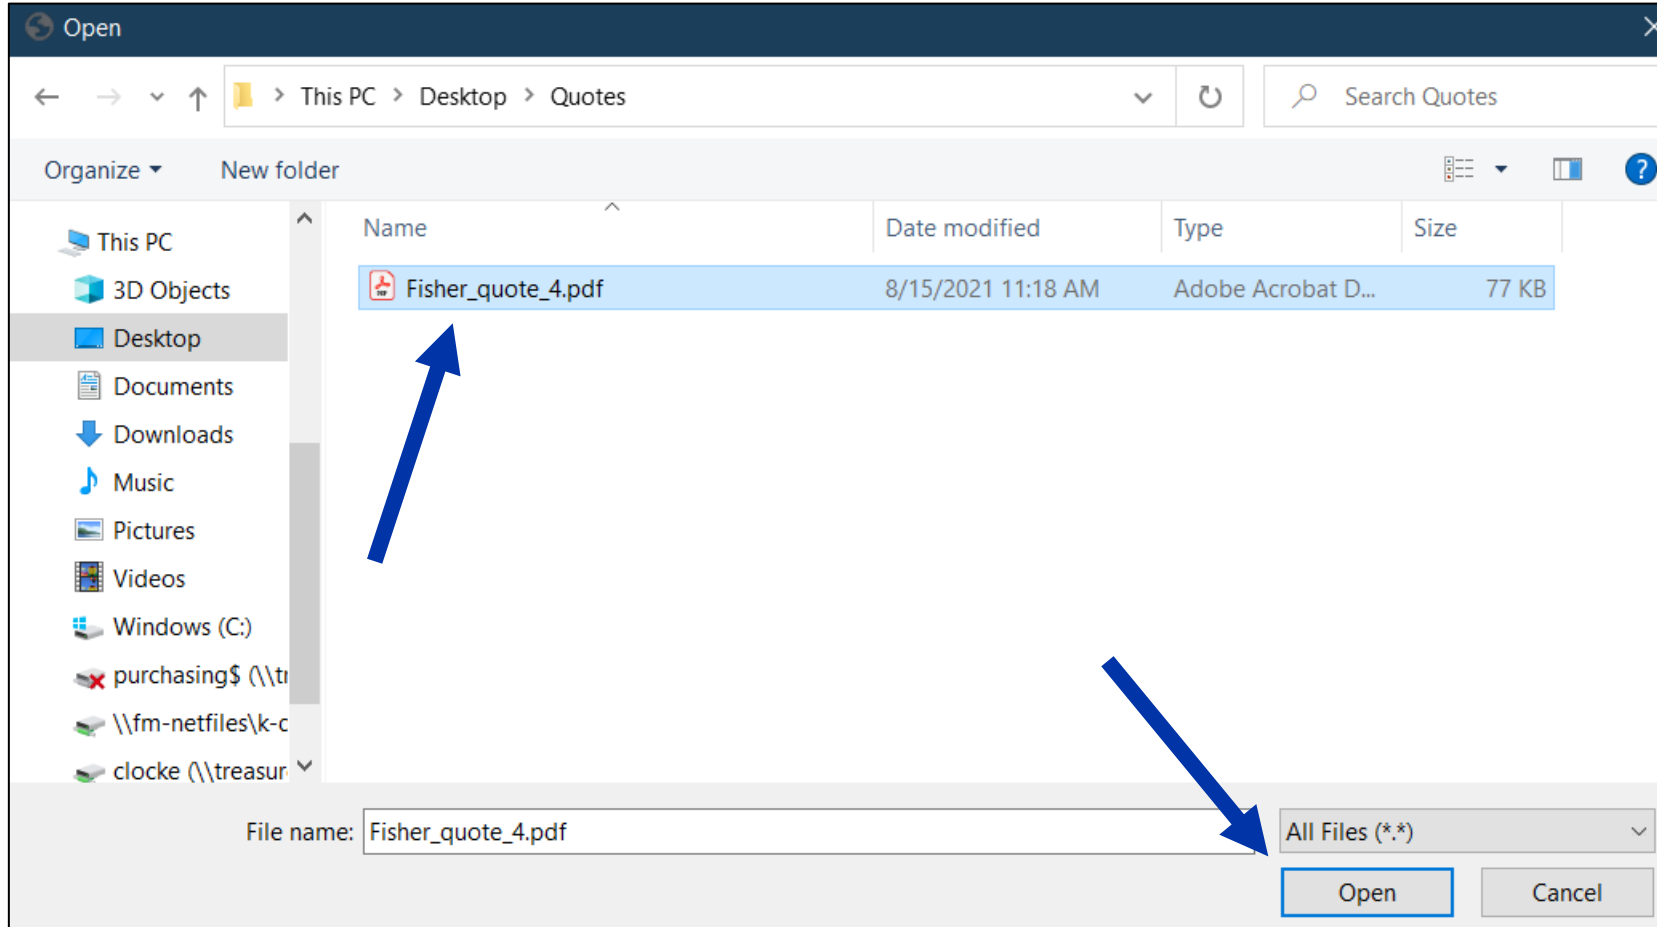 Open
This PC > Desktop > Quotes
Search Quotes
Organize
New folder
?
Name Date modified Type Size
Fisher_quote_4.pdf 8/15/2021 11:18 AM Adobe Acrobat D... 77 KB
This PC
3D Objects
Desktop
Documents
Downloads
Music
Pictures
Videos
Windows (C:)
purchasing$ (\\tr
\\fm-netfiles\k-c
clocke (\\treasur
File name: Fisher_quote_4.pdf
All Files (*.*)
Open Cancel